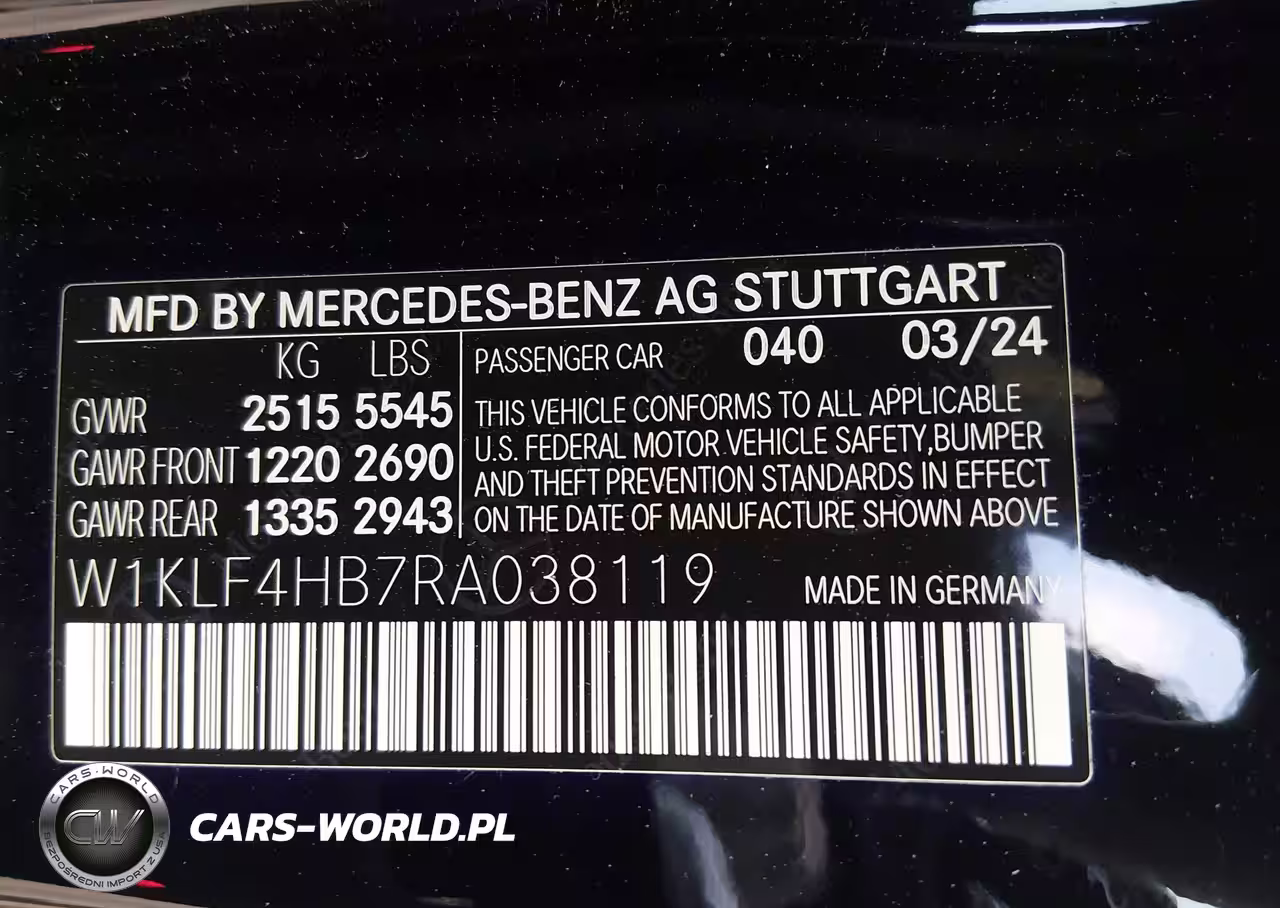 MFD BY MERCEDES-BENZ AG STUTTGART
KG LBS
GVWR 2515 5545
GAWR FRONT 1220 2690
GAWR REAR 1335 2943
PASSENGER CAR 040 03/24
THIS VEHICLE CONFORMS TO ALL APPLICABLE
U.S. FEDERAL MOTOR VEHICLE SAFETY,BUMPER
AND THEFT PREVENTION STANDARDS IN EFFECT
ON THE DATE OF MANUFACTURE SHOWN ABOVE
W1KLF4HB7RA038119 MADE IN GERMANY
CARS·WORLD
CW
BEZPOŚREDNI IMPORT Z USA
CARS-WORLD.PL